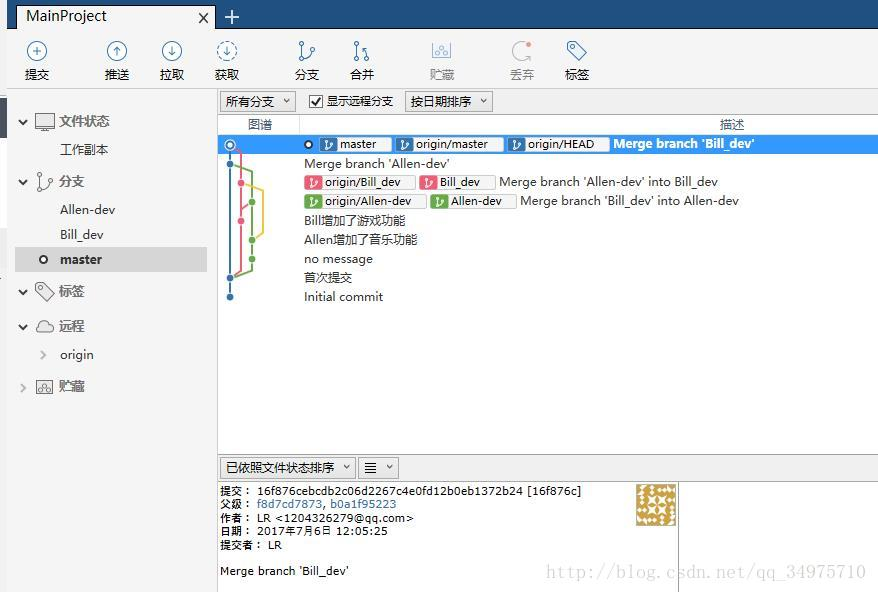 MainProject
提交 推送 拉取 获取 分支 合并 贮藏 丢弃 标签
文件状态
工作副本
分支
Allen-dev
Bill_dev
master
标签
远程
origin
贮藏
所有分支 显示远程分支 按日期排序
图谱 描述
master origin/master origin/HEAD Merge branch 'Bill_dev'
Merge branch 'Allen-dev'
origin/Bill_dev Bill_dev Merge branch 'Allen-dev' into Bill_dev
origin/Allen-dev Allen-dev Merge branch 'Bill_dev' into Allen-dev
Bill增加了游戏功能
Allen增加了音乐功能
no message
首次提交
Initial commit
已依照文件状态排序
提交： 16f876cebcdb2c06d2267c4e0fd12b0eb1372b24 [16f876c]
父级： f8d7cd7873, b0a1f95223
作者： LR <1204326279@qq.com>
日期： 2017年7月6日 12:05:25
提交者： LR
Merge branch 'Bill_dev'
http://blog.csdn.net/qq_34975710